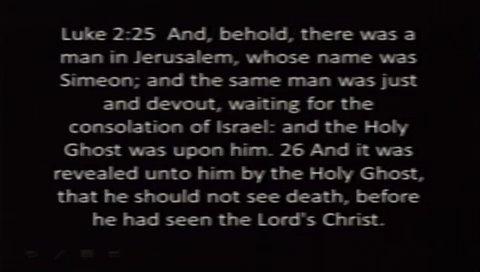 Luke 2:25  And, behold, there was a
man in Jerusalem, whose name was
Simeon; and the same man was just
and devout, waiting for the
consolation of Israel: and the Holy
Ghost was upon him. 26 And it was
revealed unto him by the Holy Ghost,
that he should not see death, before
he had seen the Lord's Christ.